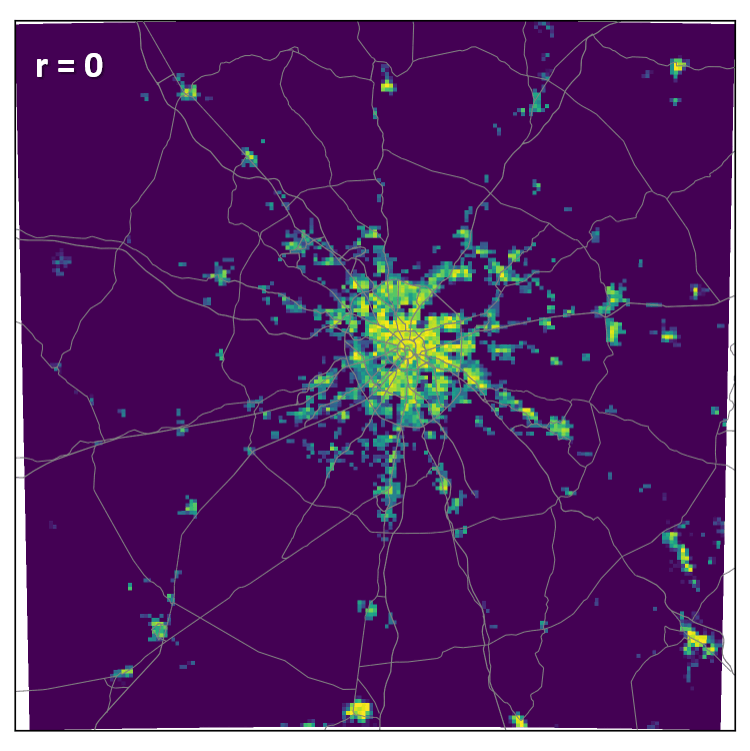 r = 0